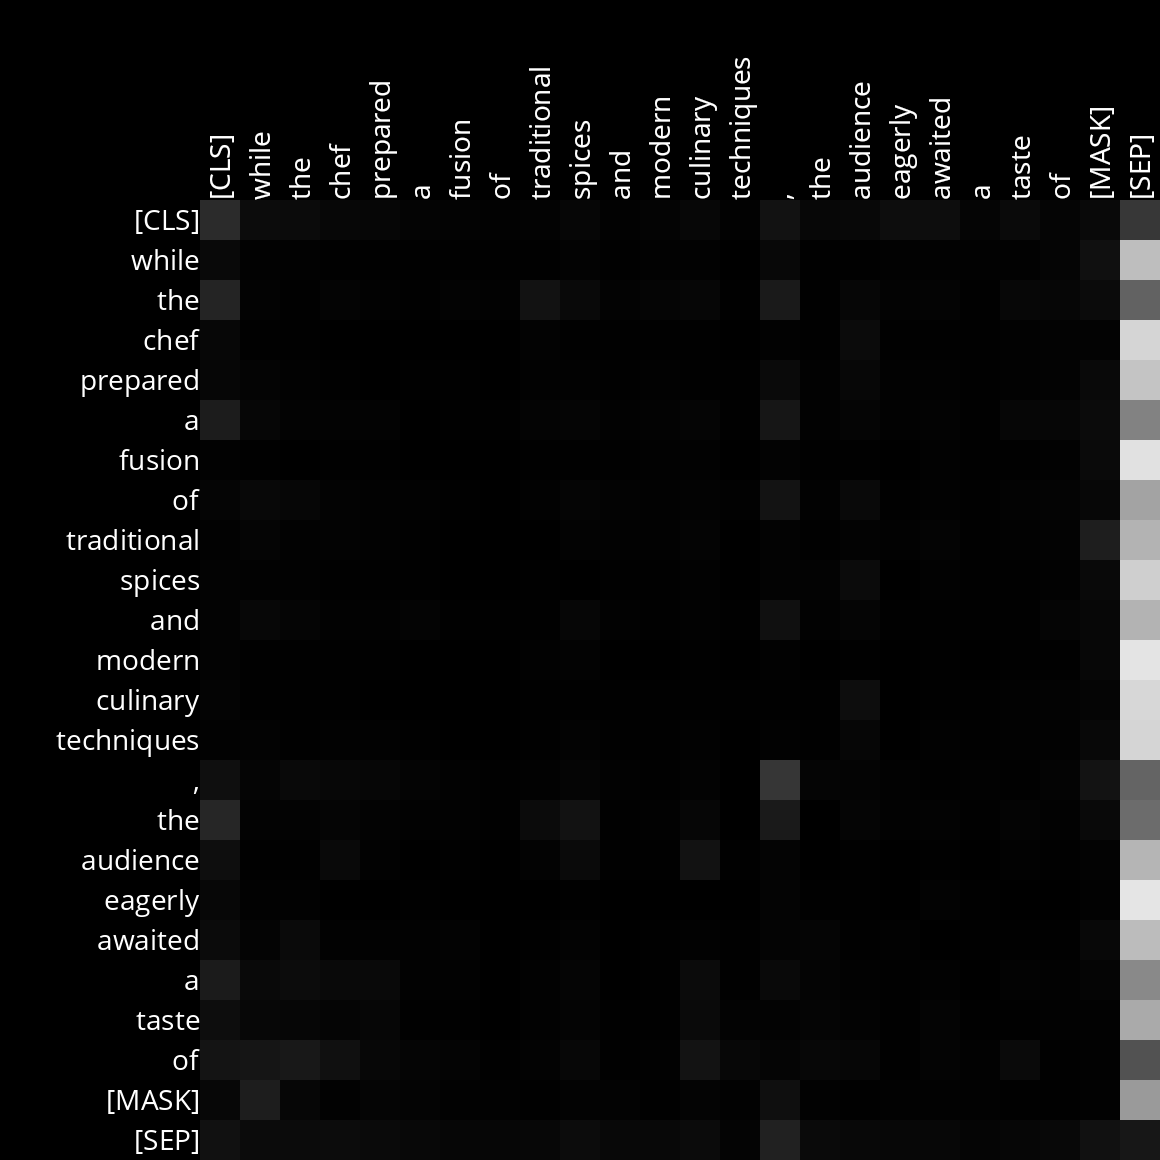 [CLS] while the chef prepared a fusion of traditional spices and modern culinary techniques , the audience eagerly awaited a taste of [MASK] [SEP]
[CLS]
while
the
chef
prepared
a
fusion
of
traditional
spices
and
modern
culinary
techniques
,
the
audience
eagerly
awaited
a
taste
of
[MASK]
[SEP]